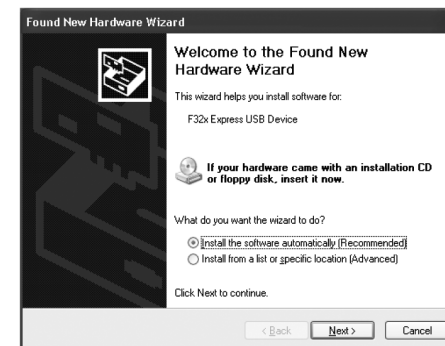 Found New Hardware Wizard
Welcome to the Found New
Hardware Wizard
This wizard helps you install software for:
F32x Express USB Device
If your hardware came with an installation CD
or floppy disk, insert it now.
What do you want the wizard to do?
Install the software automatically (Recommended)
Install from a list or specific location (Advanced)
Click Next to continue.
< Back Next > Cancel